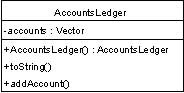 AccountsLedger
-accounts : Vector
+AccountsLedger() : AccountsLedger
+toString()
+addAccount()